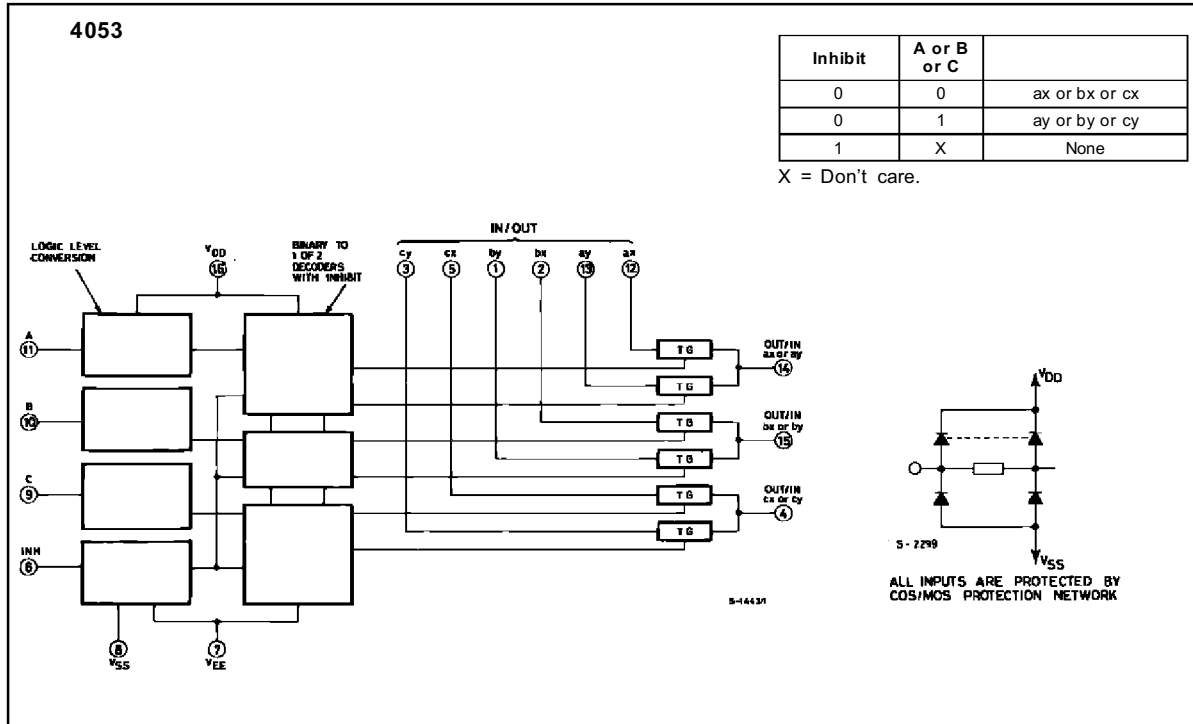 4053
Inhibit
A or B
or C
0
0
ax or bx or cx
0
1
ay or by or cy
1
X
None
X = Don't care.
LOGIC LEVEL
CONVERSION
VDD
16
BINARY TO
1 OF 2
DECODERS
WITH INHIBIT
IN/OUT
cy
cx
by
bx
ay
ax
3
5
1
2
13
12
A
11
B
10
C
9
INH
6
8
VSS
7
VEE
TG
TG
TG
TG
TG
TG
OUT/IN
ax or ay
14
OUT/IN
bx or by
15
OUT/IN
cx or cy
4
S-1443/1
VDD
S-2299
VSS
ALL INPUTS ARE PROTECTED BY
COS/MOS PROTECTION NETWORK